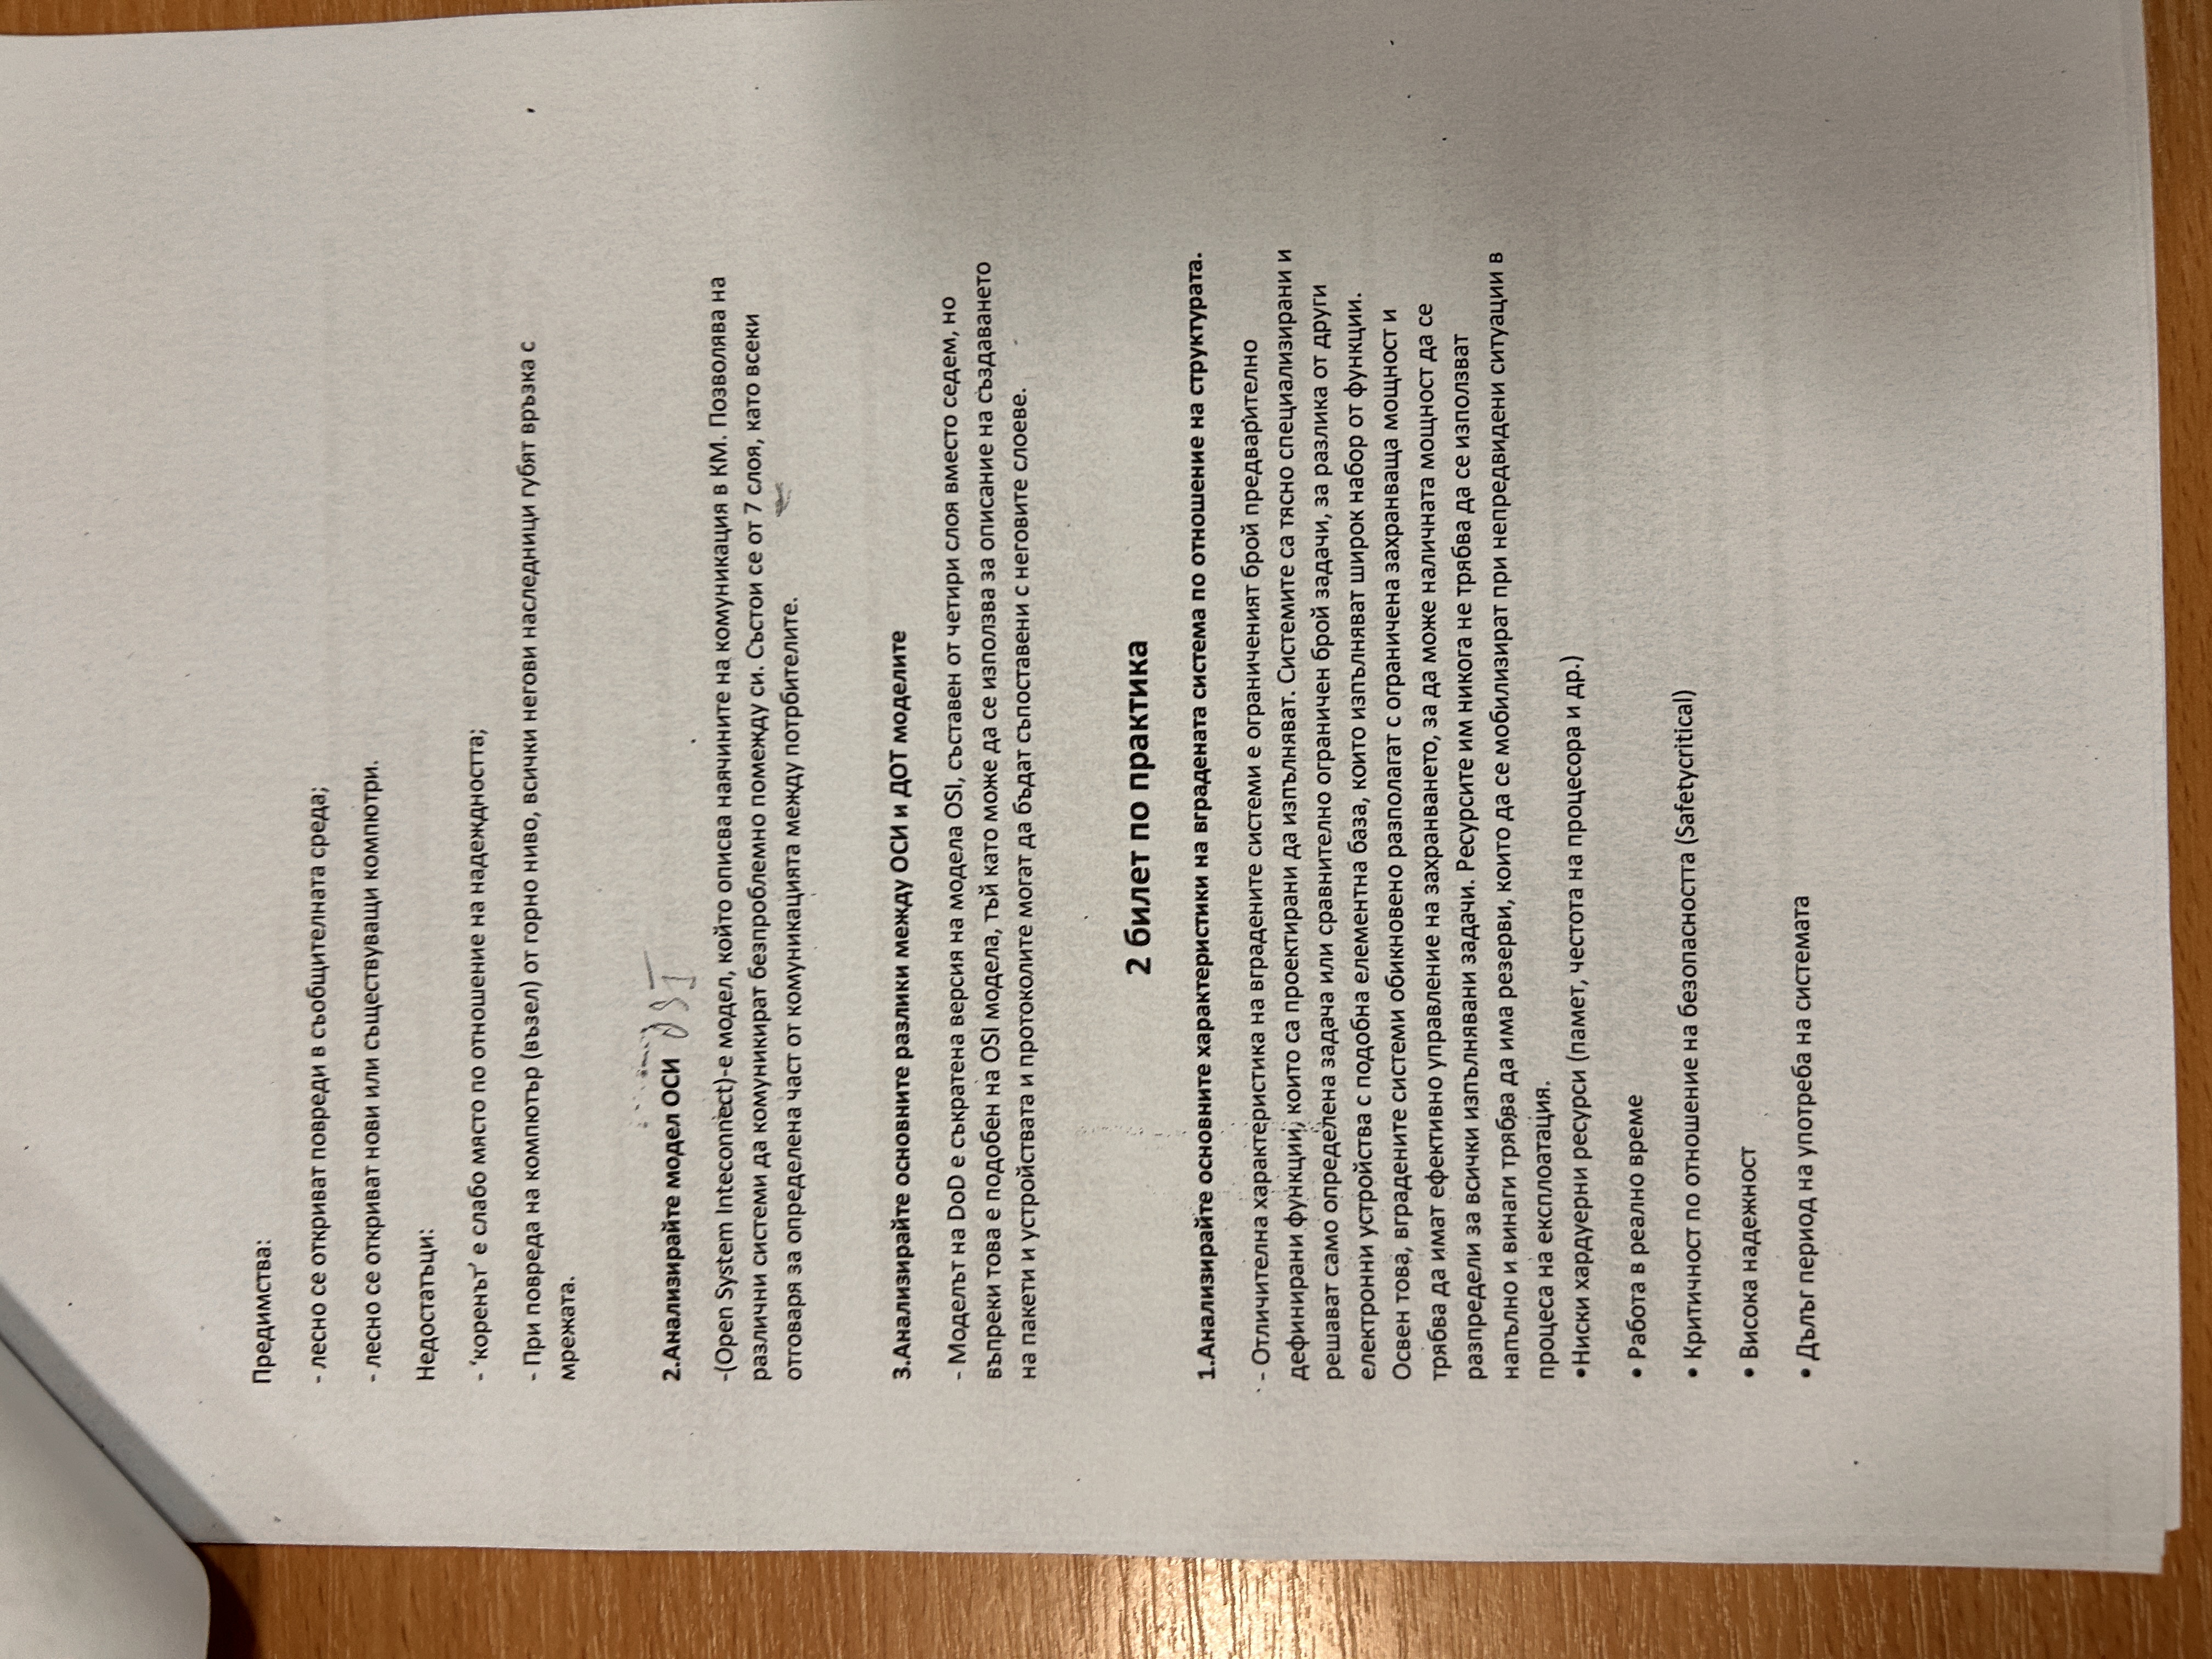 Предимства:
- лесно се откриват повреди в съобщителната среда;
- лесно се откриват нови или съществуващи компютри.
Недостатъци:
- ‘коренът’ е слабо място по отношение на надеждността;
- При повреда на компютър (възел) от горно ниво, всички негови наследници губят връзка с
мрежата.
2.Анализирайте модел ОСИ OSI
-(Open System Inteconnect)-е модел, който описва наячините на комуникация в КМ. Позволява на
различни системи да комуникират безпроблемно помежду си. Състои се от 7 слоя, като всеки
отговаря за определена част от комуникацията между потрбителите.
3.Анализирайте основните разлики между ОСИ и ДОТ моделите
- Моделът на DoD е съкратена версия на модела OSI, съставен от четири слоя вместо седем, но
въпреки това е подобен на OSI модела, тъй като може да се използва за описание на създаването
на пакети и устройствата и протоколите могат да бъдат съпоставени с неговите слоеве.
2 билет по практика
1.Анализирайте основните характеристики на вградената система по отношение на структурата.
- Отличителна характеристика на вградените системи е ограниченият брой предварително
дефинирани функции, които са проектирани да изпълняват. Системите са тясно специализирани и
решават само определена задача или сравнително ограничен брой задачи, за разлика от други
електронни устройства с подобна елементна база, които изпълняват широк набор от функции.
Освен това, вградените системи обикновено разполагат с ограничена захранваща мощност и
трябва да имат ефективно управление на захранването, за да може наличната мощност да се
разпредели за всички изпълнявани задачи. Ресурсите им никога не трябва да се използват
напълно и винаги трябва да има резерви, които да се мобилизират при непредвидени ситуации в
процеса на експлоатация.
•Ниски хардуерни ресурси (памет, честота на процесора и др.)
• Работа в реално време
• Критичност по отношение на безопасността (Safetycritical)
• Висока надежност
• Дълъг период на употреба на системата